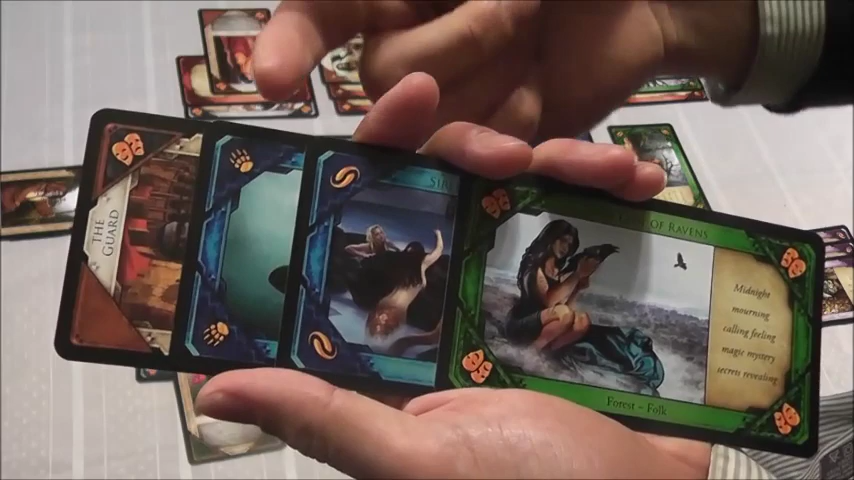 THE
GUARD
OF RAVENS
Midnight
mourning
calling feeling
magic mystery
secrets revealing
Forest ~ Folk